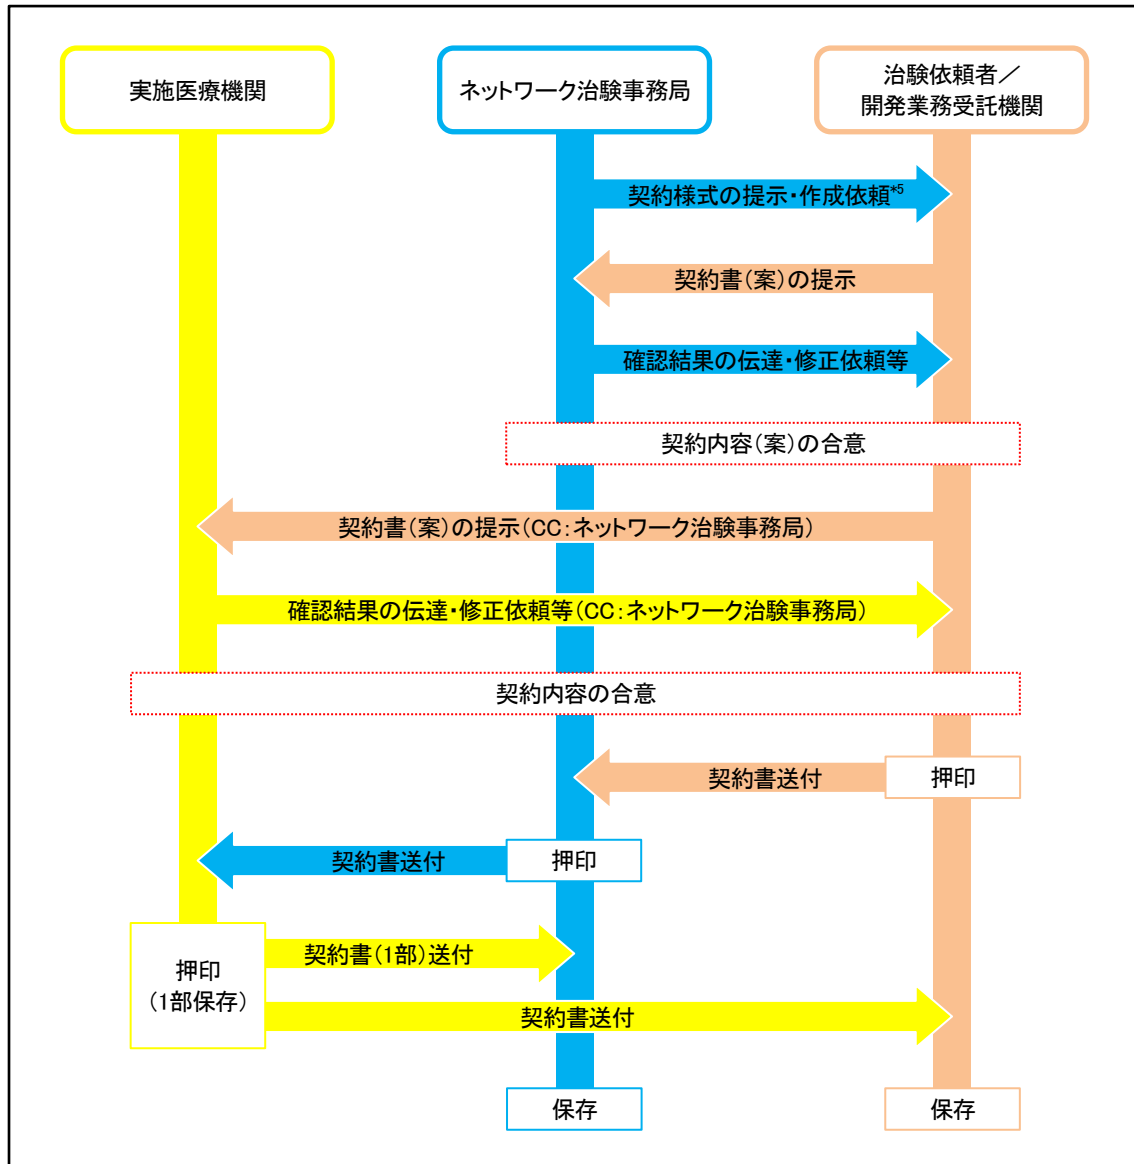 実施医療機関
ネットワーク治験事務局
治験依頼者／
開発業務受託機関
契約様式の提示・作成依頼*5
契約書（案）の提示
確認結果の伝達・修正依頼等
契約内容（案）の合意
契約書（案）の提示（CC：ネットワーク治験事務局）
確認結果の伝達・修正依頼等（CC：ネットワーク治験事務局）
契約内容の合意
契約書送付
押印
契約書送付
押印
押印
（1部保存）
契約書（1部）送付
契約書送付
保存
保存